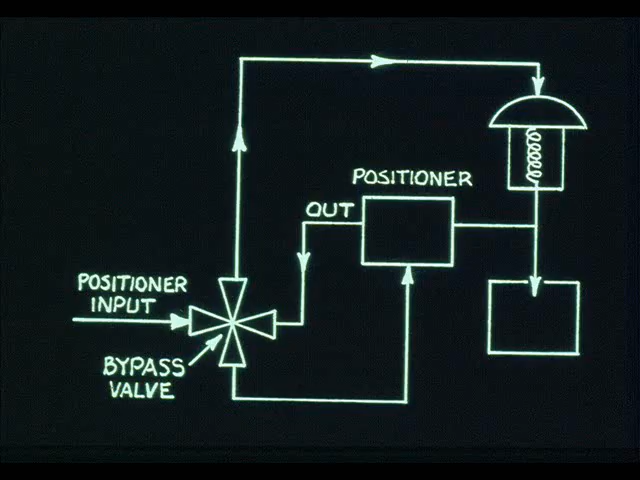 POSITIONER
OUT
POSITIONER
INPUT
BYPASS
VALVE